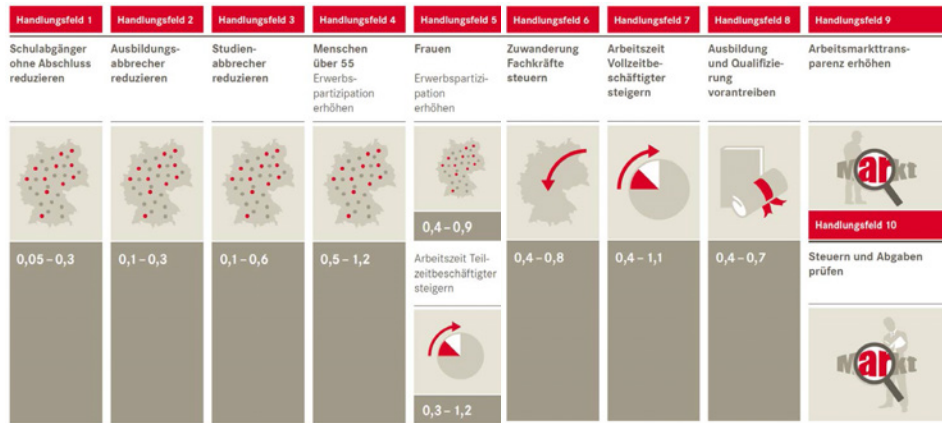 Handlungsfeld 1
Schulabgänger
ohne Abschluss
reduzieren
0,05 – 0,3
Handlungsfeld 2
Ausbildungs-
abbrecher
reduzieren
0,1 – 0,3
Handlungsfeld 3
Studien-
abbrecher
reduzieren
0,1 – 0,6
Handlungsfeld 4
Menschen
über 55
Erwerbs-
partizipation
erhöhen
0,5 – 1,2
Handlungsfeld 5
Frauen
Erwerbspartizi-
pation
erhöhen
0,4 – 0,9
Arbeitszeit Teil-
zeitbeschäftigter
steigern
0,3 – 1,2
Handlungsfeld 6
Zuwanderung
Fachkräfte
steuern
0,4 – 0,8
Handlungsfeld 7
Arbeitszeit
Vollzeitbe-
schäftigter
steigern
0,4 – 1,1
Handlungsfeld 8
Ausbildung
und Qualifizie-
rung
vorantreiben
0,4 – 0,7
Handlungsfeld 9
Arbeitsmarkttrans-
parenz erhöhen
Markt
Handlungsfeld 10
Steuern und Abgaben
prüfen
Markt